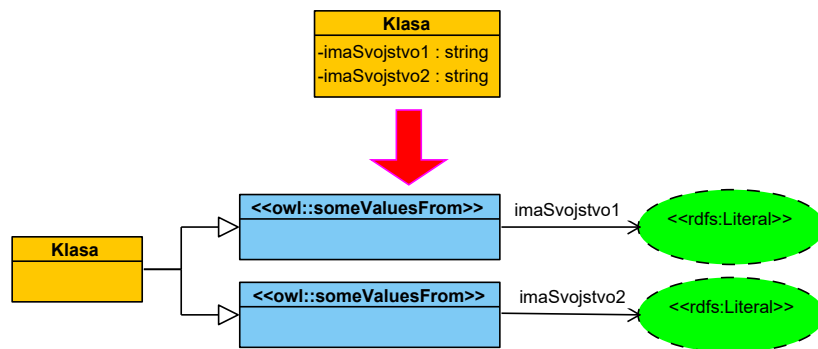 Klasa
-imaSvojstvo1 : string
-imaSvojstvo2 : string
<<owl::someValuesFrom>>
imaSvojstvo1
<<rdfs:Literal>>
Klasa
<<owl::someValuesFrom>>
imaSvojstvo2
<<rdfs:Literal>>